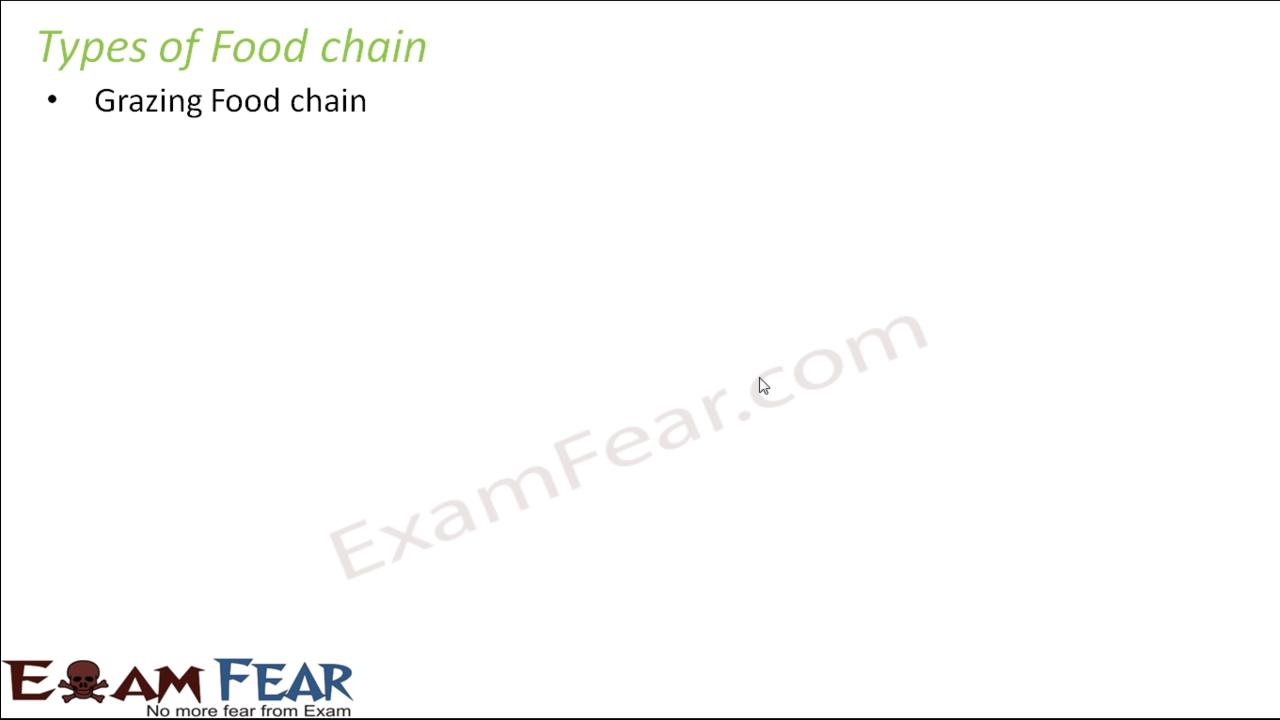 Types of Food chain
• Grazing Food chain
ExamFear.com
EXAM FEAR
No more fear from Exam